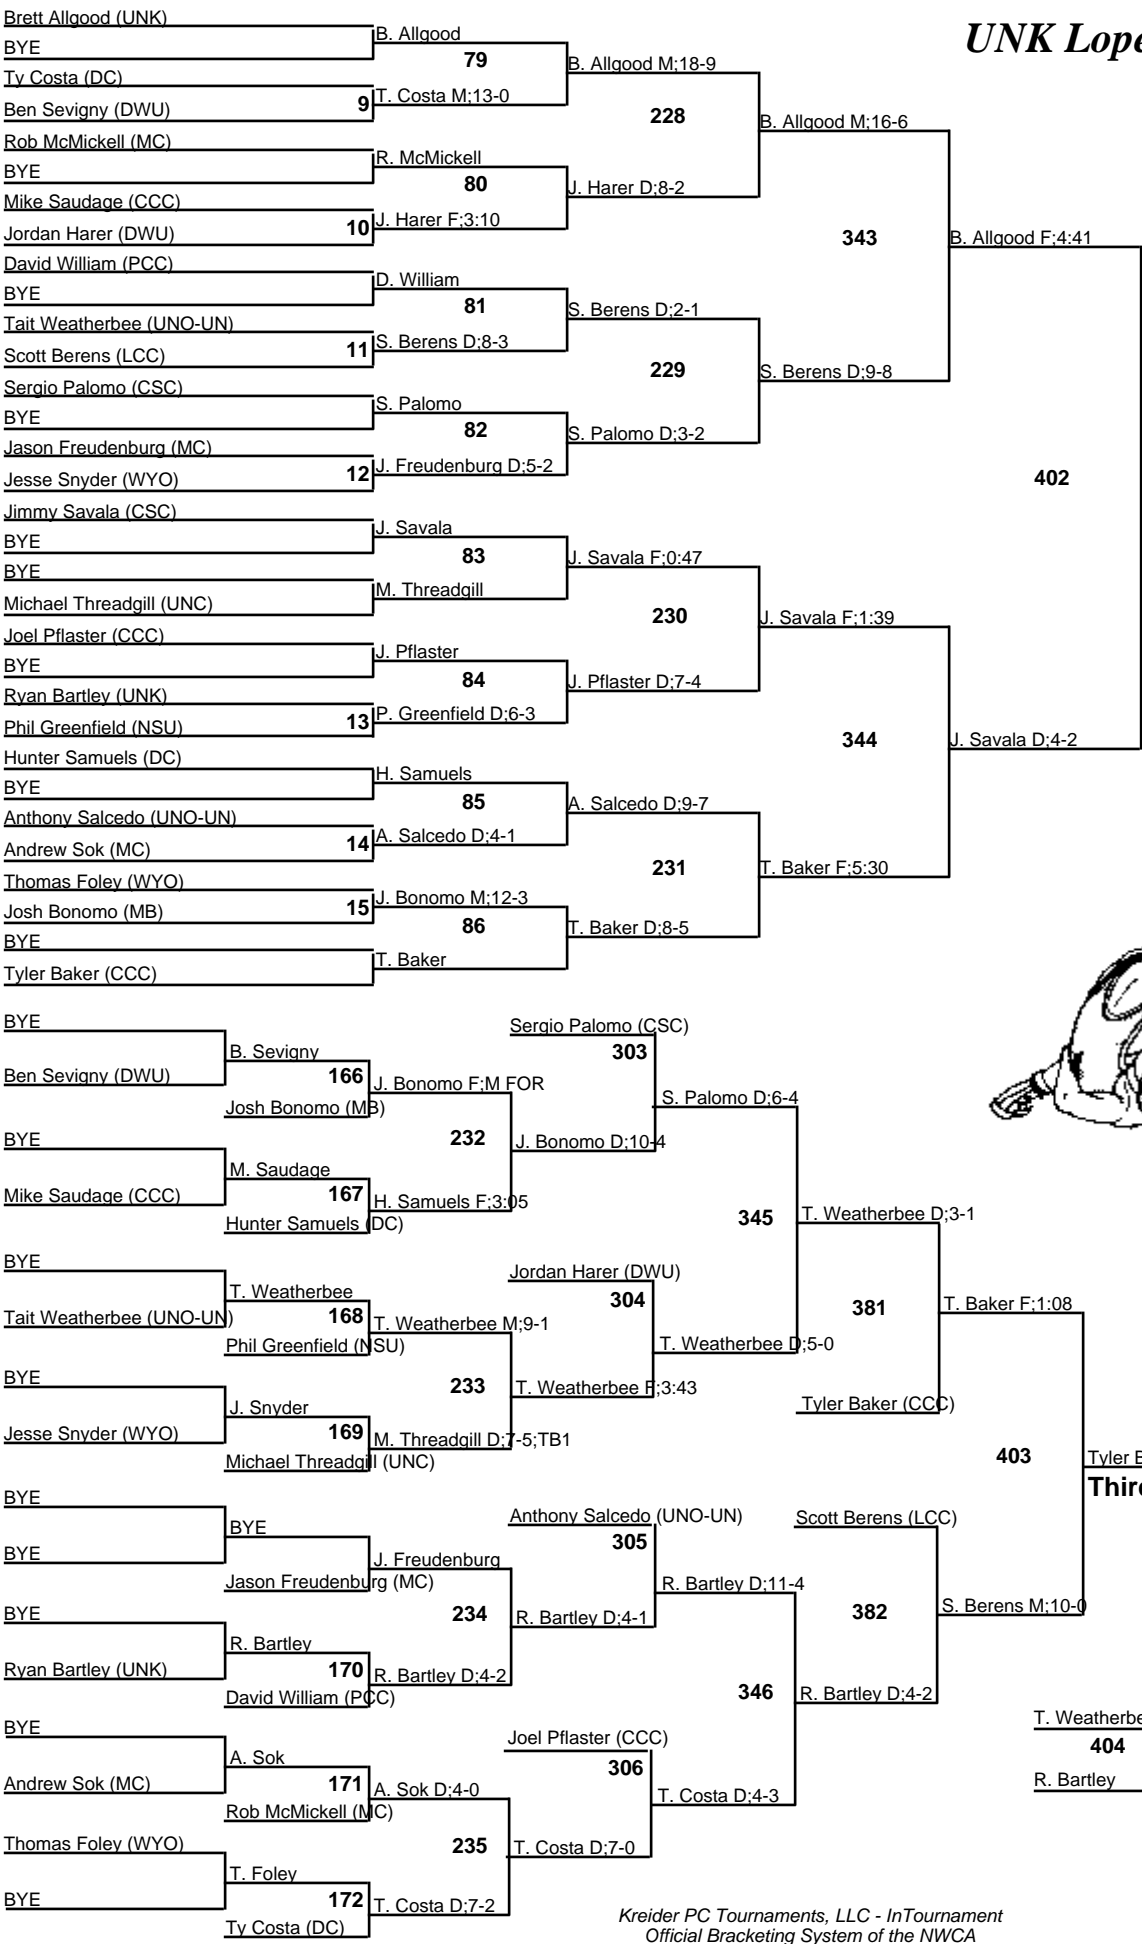 UNK Lope
Brett Allgood (UNK)
B. Allgood
BYE
79
B. Allgood M;18-9
Ty Costa (DC)
T. Costa M;13-0
9
Ben Sevigny (DWU)
228
B. Allgood M;16-6
Rob McMickell (MC)
R. McMickell
BYE
80
J. Harer D;8-2
Mike Saudage (CCC)
J. Harer F;3:10
10
Jordan Harer (DWU)
343
B. Allgood F;4:41
David William (PCC)
D. William
BYE
81
S. Berens D;2-1
Tait Weatherbee (UNO-UN)
S. Berens D;8-3
11
Scott Berens (LCC)
229
S. Berens D;9-8
Sergio Palomo (CSC)
S. Palomo
BYE
82
S. Palomo D;3-2
Jason Freudenburg (MC)
J. Freudenburg D;5-2
12
Jesse Snyder (WYO)
402
Jimmy Savala (CSC)
J. Savala
BYE
83
J. Savala F;0:47
BYE
M. Threadgill
Michael Threadgill (UNC)
230
J. Savala F;1:39
Joel Pflaster (CCC)
J. Pflaster
BYE
84
J. Pflaster D;7-4
Ryan Bartley (UNK)
P. Greenfield D;6-3
13
Phil Greenfield (NSU)
344
J. Savala D;4-2
Hunter Samuels (DC)
H. Samuels
BYE
85
A. Salcedo D;9-7
Anthony Salcedo (UNO-UN)
A. Salcedo D;4-1
14
Andrew Sok (MC)
231
T. Baker F;5:30
Thomas Foley (WYO)
J. Bonomo M;12-3
15
Josh Bonomo (MB)
86
T. Baker D;8-5
BYE
T. Baker
Tyler Baker (CCC)
BYE
Sergio Palomo (CSC)
B. Sevigny
303
Ben Sevigny (DWU)
166
J. Bonomo F;M FOR
S. Palomo D;6-4
Josh Bonomo (MB)
232
J. Bonomo D;10-4
BYE
M. Saudage
Mike Saudage (CCC)
167
H. Samuels F;3:05
Hunter Samuels (DC)
345
T. Weatherbee D;3-1
BYE
Jordan Harer (DWU)
T. Weatherbee
304
381
T. Baker F;1:08
Tait Weatherbee (UNO-UN)
168
T. Weatherbee M;9-1
Phil Greenfield (NSU)
T. Weatherbee D;5-0
BYE
233
T. Weatherbee F;3:43
J. Snyder
Tyler Baker (CCC)
Jesse Snyder (WYO)
169
M. Threadgill D;7-5;TB1
Michael Threadgill (UNC)
403
Tyler B
Third
BYE
Anthony Salcedo (UNO-UN)
Scott Berens (LCC)
BYE
305
BYE
J. Freudenburg
Jason Freudenburg (MC)
R. Bartley D;11-4
BYE
234
R. Bartley D;4-1
382
S. Berens M;10-0
R. Bartley
Ryan Bartley (UNK)
170
R. Bartley D;4-2
David William (PCC)
346
R. Bartley D;4-2
BYE
Joel Pflaster (CCC)
T. Weatherbe
A. Sok
306
404
Andrew Sok (MC)
171
A. Sok D;4-0
T. Costa D;4-3
R. Bartley
Rob McMickell (MC)
Thomas Foley (WYO)
235
T. Costa D;7-0
T. Foley
BYE
172
T. Costa D;7-2
Ty Costa (DC)
Kreider PC Tournaments, LLC - InTournament
Official Bracketing System of the NWCA